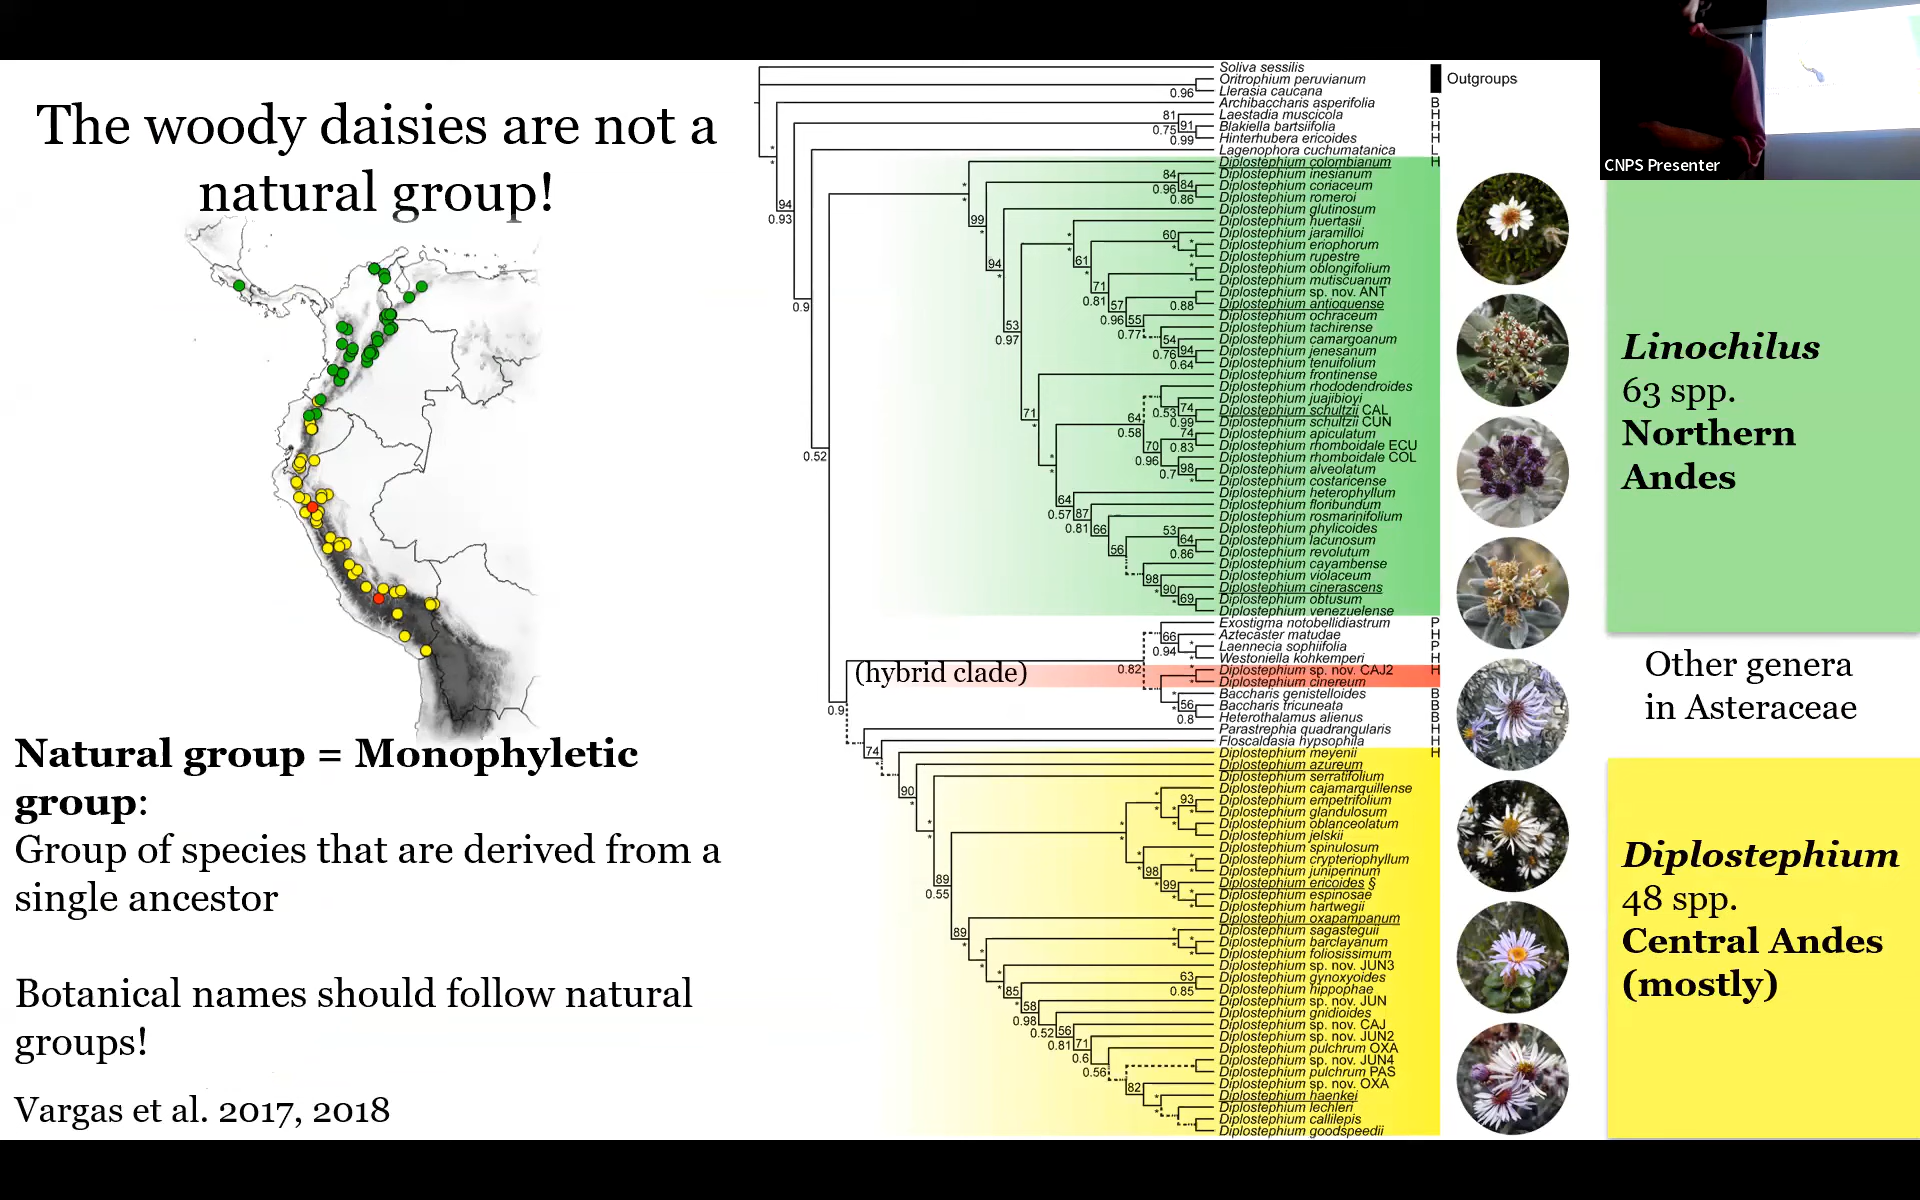 The woody daisies are not a
natural group!
Natural group = Monophyletic
group:
Group of species that are derived from a
single ancestor
Botanical names should follow natural
groups!
Vargas et al. 2017, 2018
Soliva sessilis
Oritrophium peruvianum
Llerasia caucana
Outgroups
0.96
Archibaccharis asperifolia B
Laestadia muscicola H
Blakiella bartsiifolia H
Hinterhubera ericoides H
Lagenophora cuchumatanica L
Diplostephium colombianum H
Diplostephium inesianum
Diplostephium coriaceum
Diplostephium romeroi
Diplostephium glutinosum
Diplostephium huertasii
Diplostephium jaramilloi
Diplostephium eriophorum
Diplostephium rupestre
Diplostephium oblongifolium
Diplostephium mutiscuanum
Diplostephium sp. nov. ANT
Diplostephium antioquense
Diplostephium ochraceum
Diplostephium tachirense
Diplostephium camargoanum
Diplostephium jenesanum
Diplostephium tenuifolium
Diplostephium frontinense
Diplostephium rhododendroides
Diplostephium juajibioyi
Diplostephium schultzii CAL
Diplostephium schultzii CUN
Diplostephium apiculatum
Diplostephium rhomboidale ECU
Diplostephium rhomboidale COL
Diplostephium alveolatum
Diplostephium costaricense
Diplostephium heterophyllum
Diplostephium floribundum
Diplostephium rosmarinifolium
Diplostephium phylicoides
Diplostephium lacunosum
Diplostephium revolutum
Diplostephium cayambense
Diplostephium violaceum
Diplostephium cinerascens
Diplostephium obtusum
Diplostephium venezuelense
Exostigma notobellidiastrum P
Aztecaster matudae H
Laennecia sophiifolia P
Westoniella kohkemperi H
(hybrid clade)
Diplostephium sp. nov. CAJ2 H
Diplostephium cinereum
Baccharis genistelloides B
Baccharis tricuneata B
Heterothalamus alienus B
Parastrephia quadrangularis H
Floscaldasia hypsophila H
Diplostephium meyenii H
Diplostephium azureum
Diplostephium serratifolium
Diplostephium cajamarquillense
Diplostephium empetrifolium
Diplostephium glandulosum
Diplostephium oblanceolatum
Diplostephium jelskii
Diplostephium spinulosum
Diplostephium crypteriophyllum
Diplostephium juniperinum
Diplostephium ericoides §
Diplostephium espinosae
Diplostephium hartwegii
Diplostephium oxapampanum
Diplostephium sagasteguii
Diplostephium barclayanum
Diplostephium foliosissimum
Diplostephium sp. nov. JUN3
Diplostephium gynoxyoides
Diplostephium hippophae
Diplostephium sp. nov. JUN
Diplostephium gnidioides
Diplostephium sp. nov. CAJ
Diplostephium sp. nov. JUN2
Diplostephium pulchrum OXA
Diplostephium sp. nov. JUN4
Diplostephium pulchrum PAS
Diplostephium sp. nov. OXA
Diplostephium haenkei
Diplostephium lechleri
Diplostephium callilepis
Diplostephium goodspeedii
CNPS Presenter
Linochilus
63 spp.
Northern
Andes
Other genera
in Asteraceae
Diplostephium
48 spp.
Central Andes
(mostly)